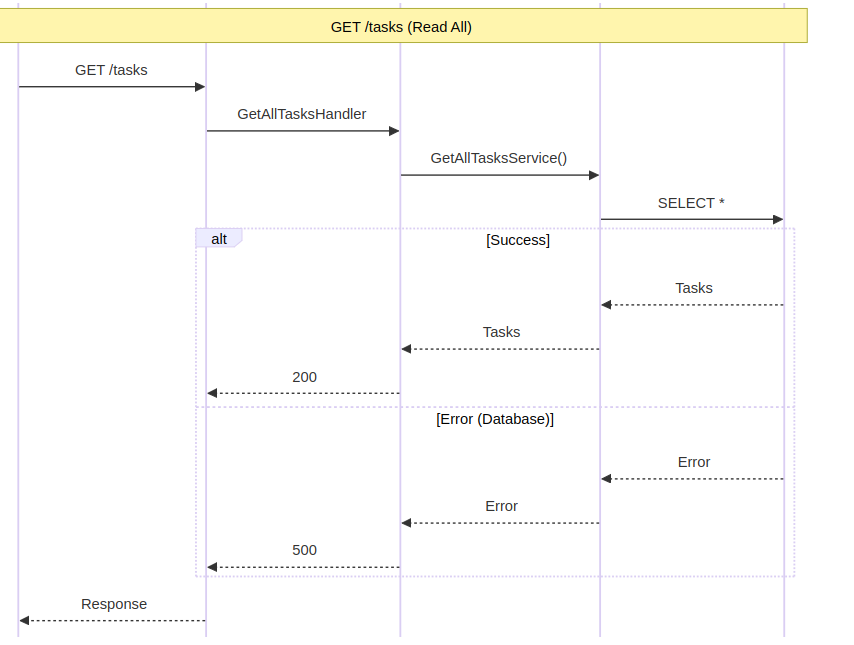 GET /tasks (Read All)
GET /tasks
GetAllTasksHandler
GetAllTasksService()
SELECT *
alt
[Success]
Tasks
Tasks
200
[Error (Database)]
Error
Error
500
Response